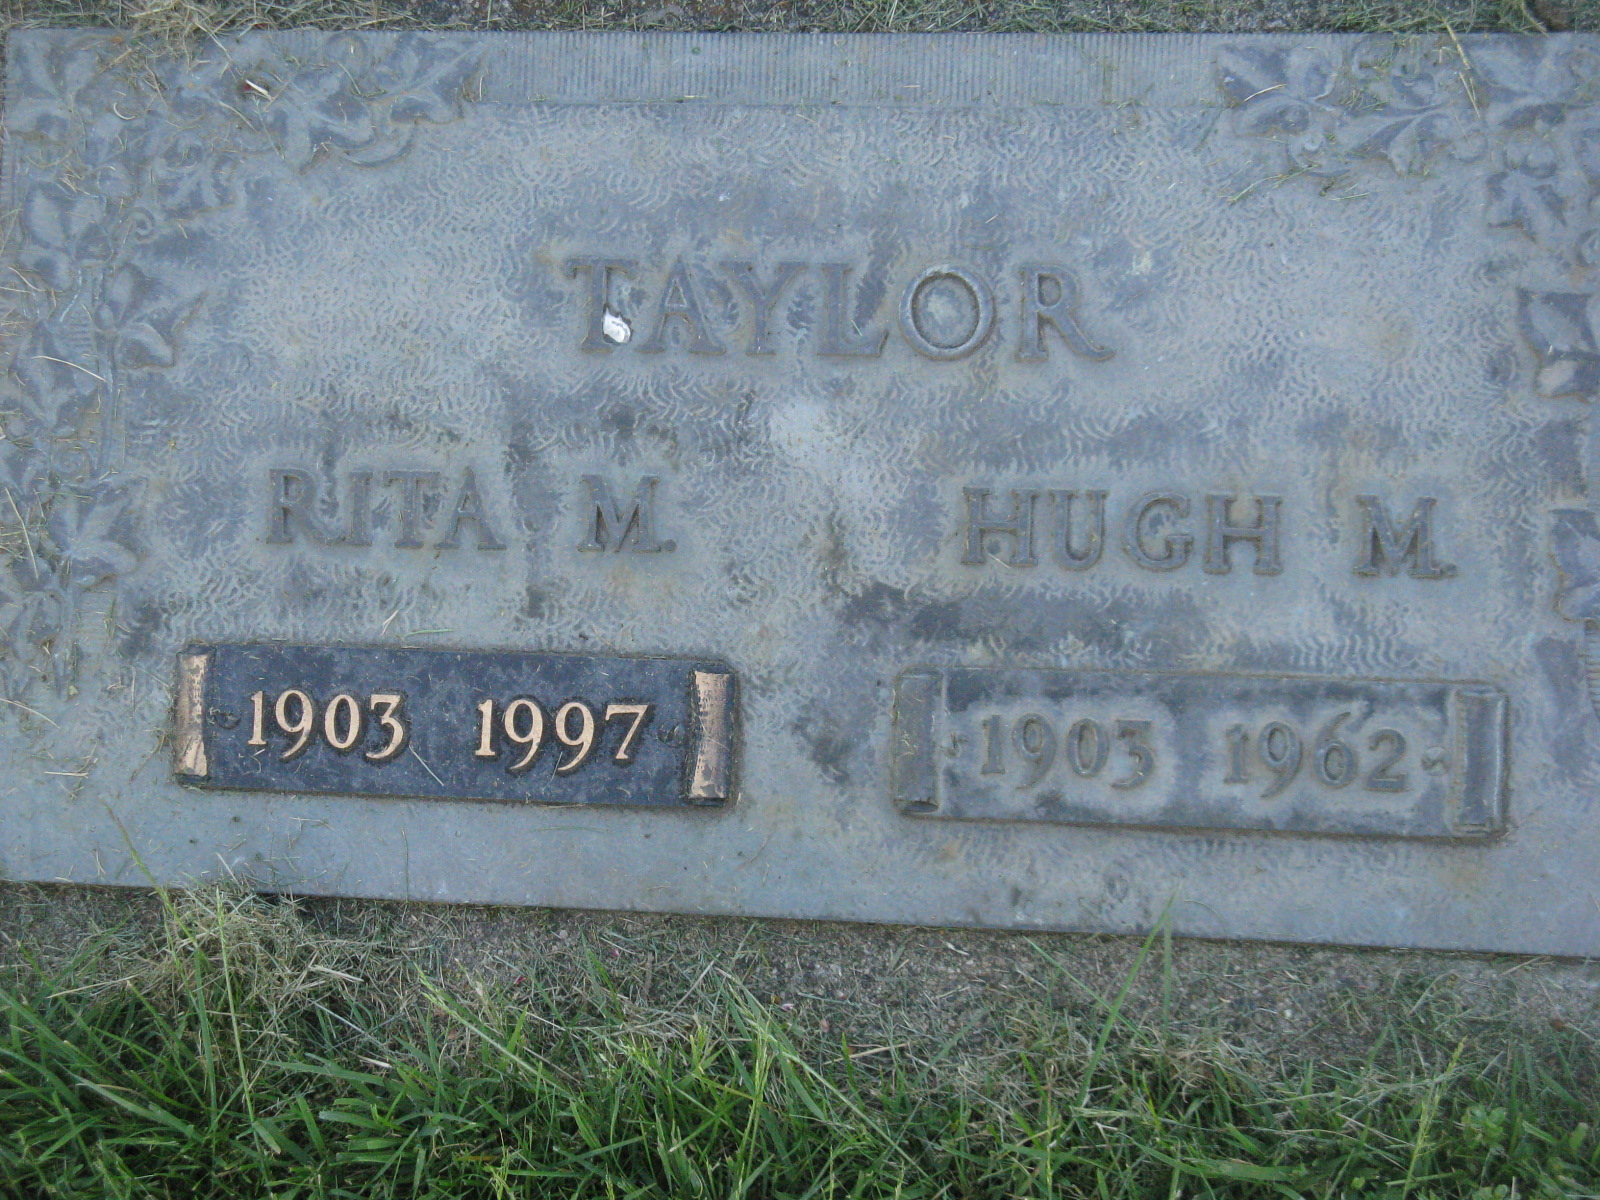 TAYLOR
RITA M. HUGH M.
1903 1997 1903 1962